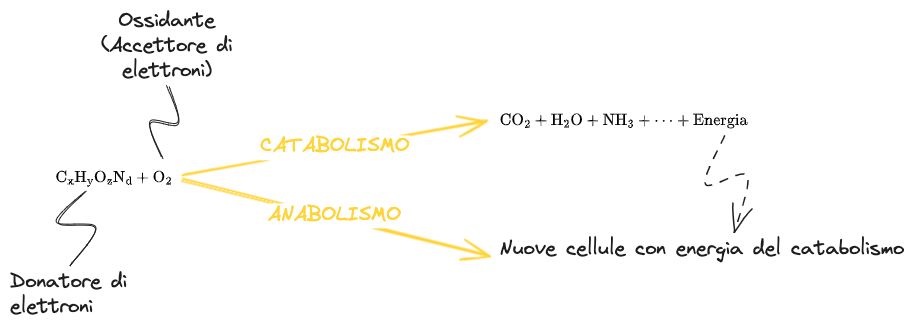 Ossidante
(Accettore di
elettroni)
CATABOLISMO
CO₂ + H₂O + NH₃ + ··· + Energia
CₓHᵧO_zN_d + O₂
ANABOLISMO
Nuove cellule con energia del catabolismo
Donatore di
elettroni